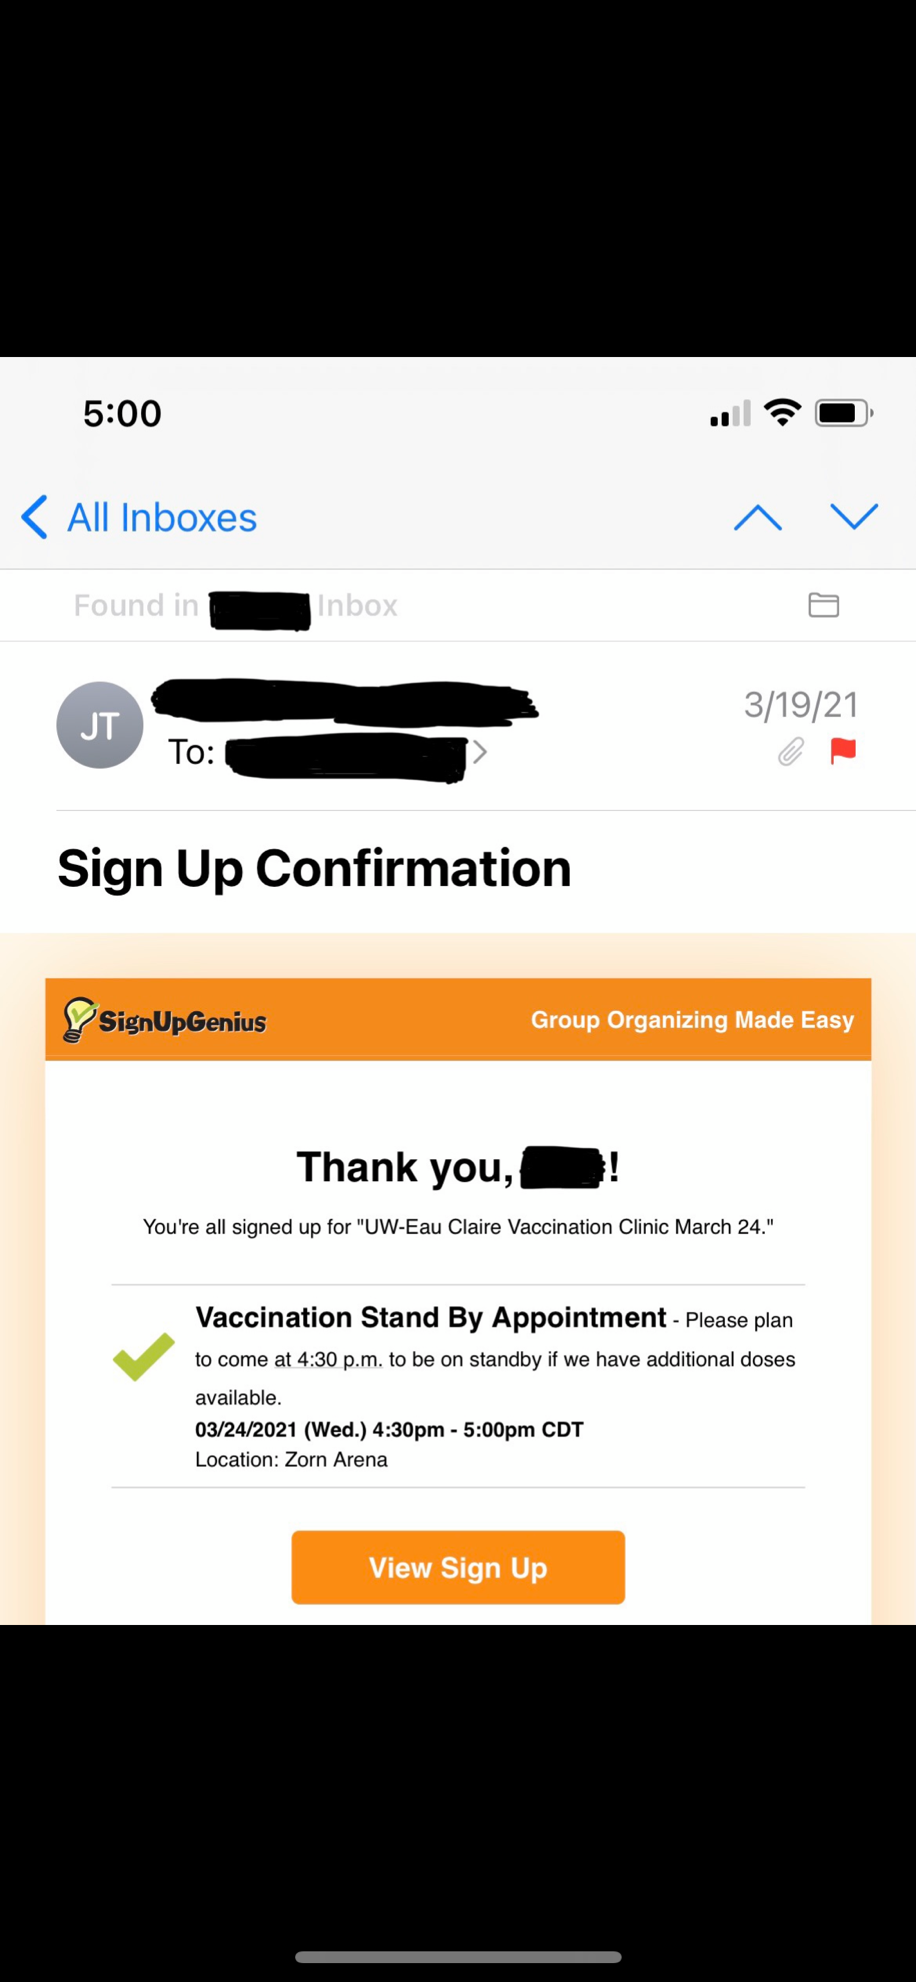 5:00
All Inboxes
Found in Inbox
JT
3/19/21
To:
Sign Up Confirmation
SignUpGenius
Group Organizing Made Easy
Thank you, !
You're all signed up for "UW-Eau Claire Vaccination Clinic March 24."
Vaccination Stand By Appointment - Please plan
to come at 4:30 p.m. to be on standby if we have additional doses
available.
03/24/2021 (Wed.) 4:30pm - 5:00pm CDT
Location: Zorn Arena
View Sign Up